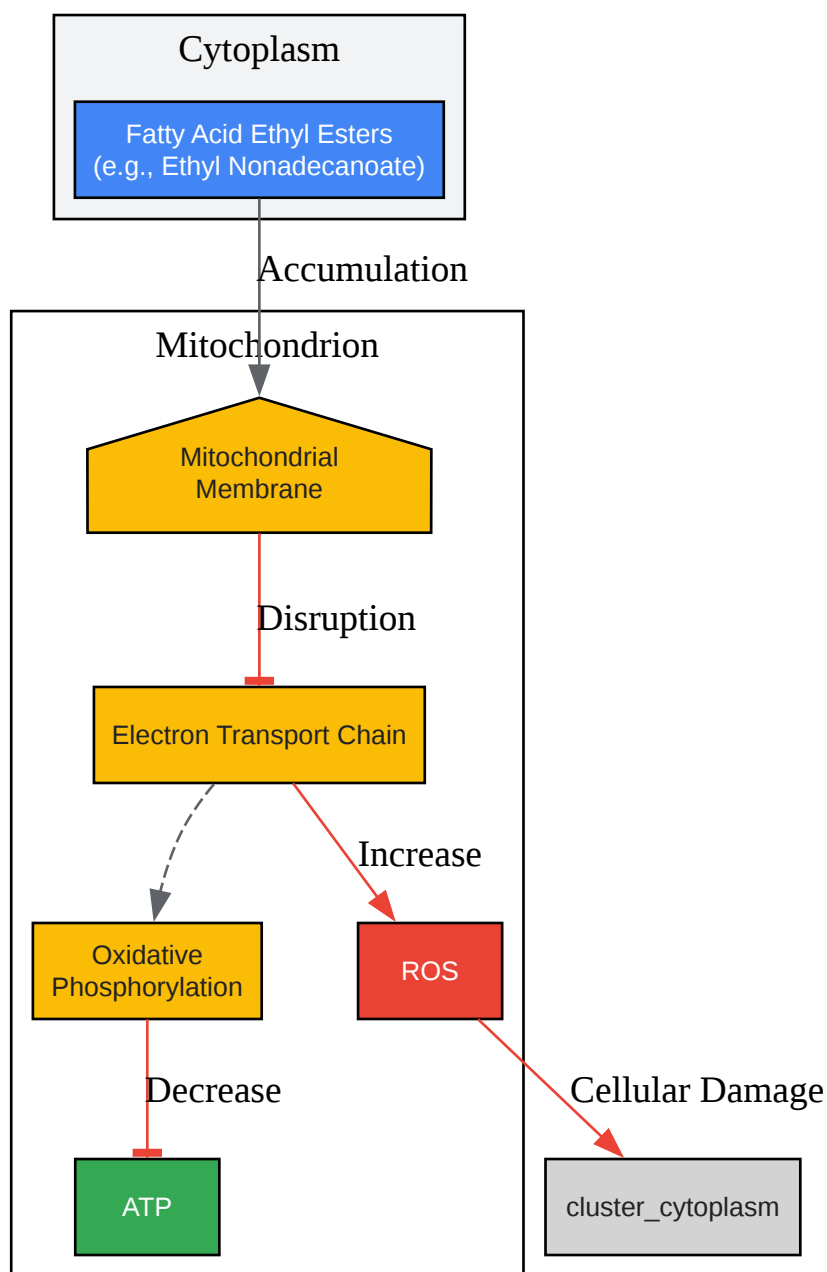 Cytoplasm
Fatty Acid Ethyl Esters
(e.g., Ethyl Nonadecanoate)
Accumulation
Mitochondrion
Mitochondrial
Membrane
Disruption
Electron Transport Chain
Increase
Oxidative
Phosphorylation
ROS
Decrease
Cellular Damage
ATP
cluster_cytoplasm